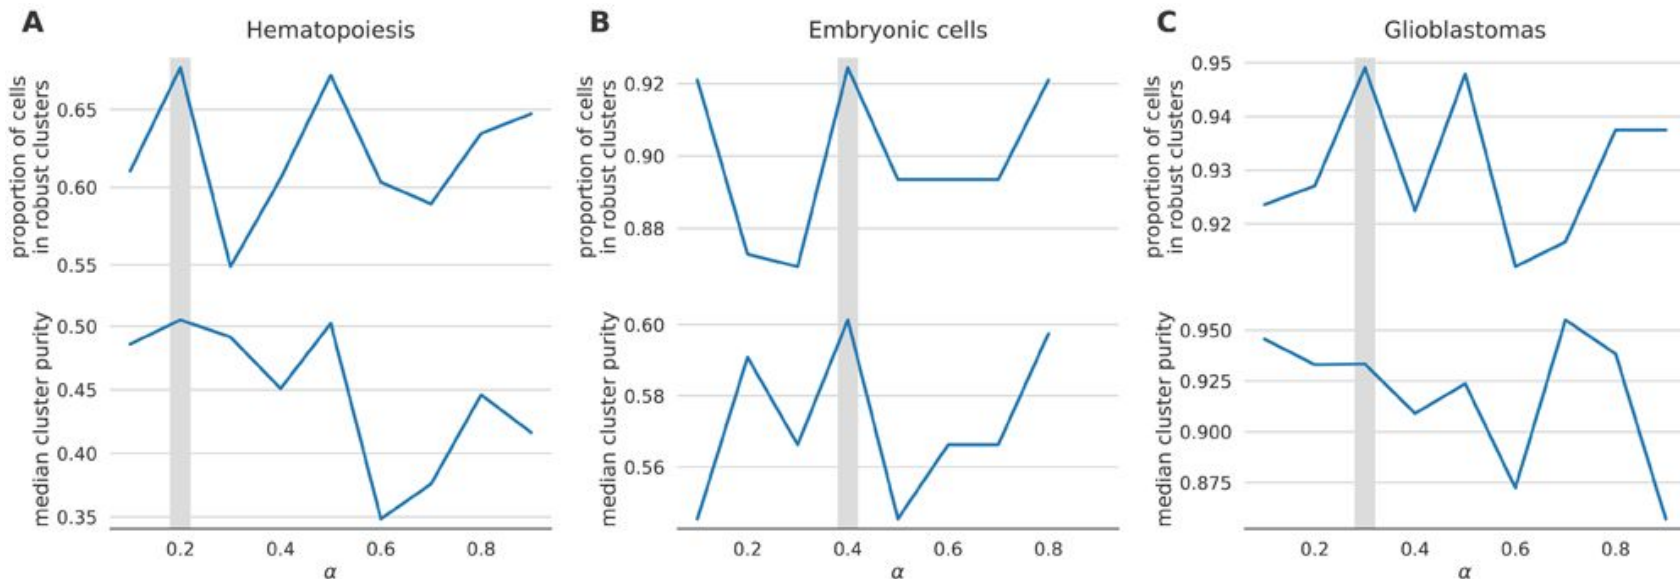 A
Hematopoiesis
proportion of cells
in robust clusters
0.65
0.60
0.55
median cluster purity
0.50
0.45
0.40
0.35
0.2 0.4 0.6 0.8
α
B
Embryonic cells
proportion of cells
in robust clusters
0.92
0.90
0.88
median cluster purity
0.60
0.58
0.56
0.2 0.4 0.6 0.8
α
C
Glioblastomas
proportion of cells
in robust clusters
0.95
0.94
0.93
0.92
median cluster purity
0.950
0.925
0.900
0.875
0.2 0.4 0.6 0.8
α